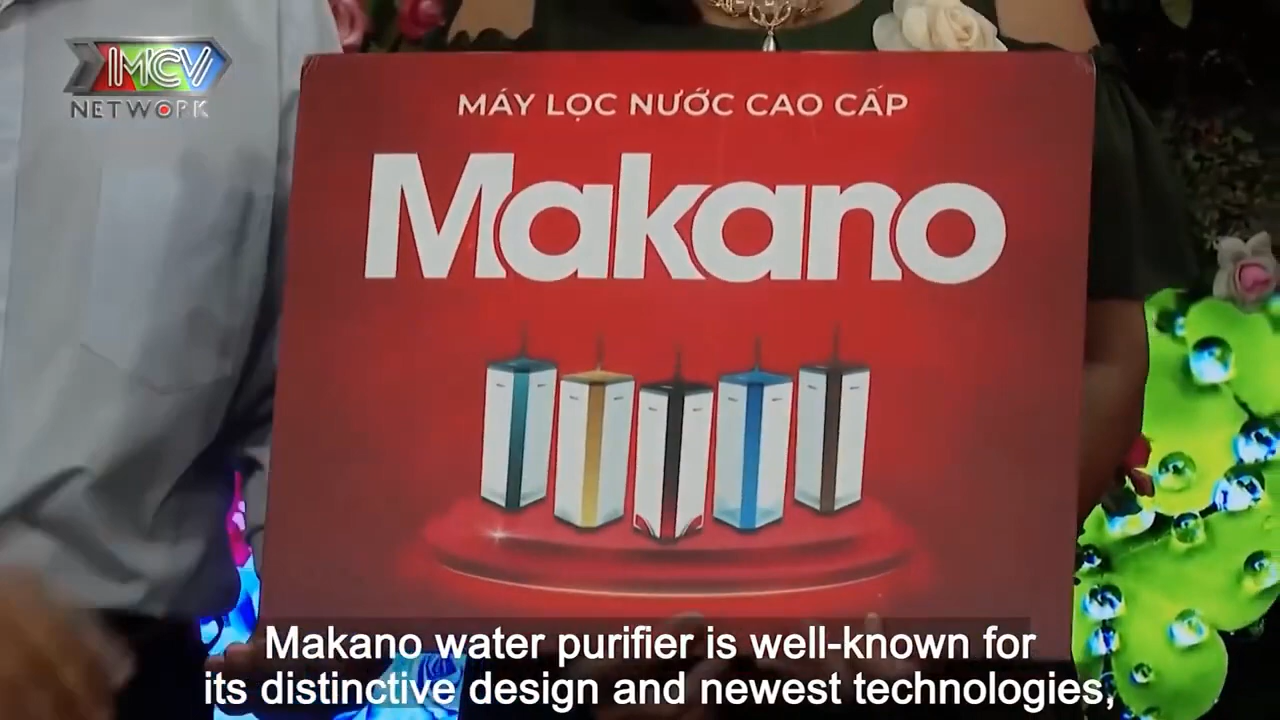 MCV
NETWORK
MÁY LỌC NƯỚC CAO CẤP
Makano
Makano water purifier is well-known for
its distinctive design and newest technologies,